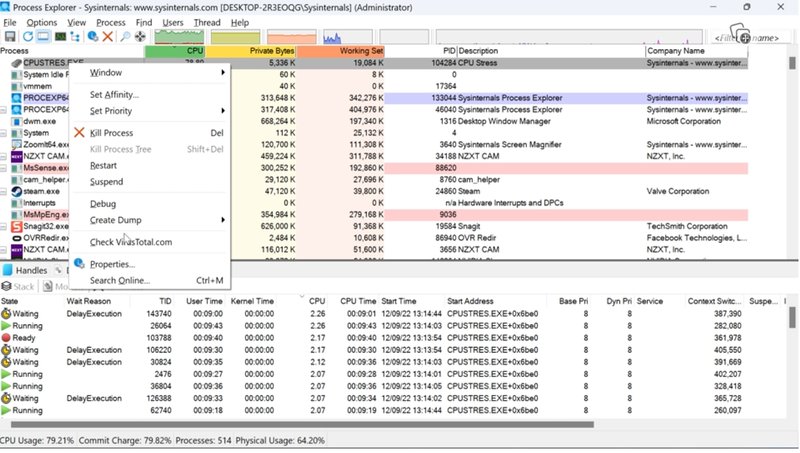 Process Explorer - Sysinternals: www.sysinternals.com [DESKTOP-2R3EOQG\Sysinternals] (Administrator)
File Options View Process Find Users Thread Help
<Filter by name>
Process CPU Private Bytes Working Set PID Description Company Name
CPUSTRES.EXE 78.80 5,336 K 19,084 K 104284 CPU Stress Sysinternals - www.sysinter...
System Idle 60 K 8 K 0
vmmem 40 K 17364
PROCEXP64 313,648 K 342,276 K 133044 Sysinternals Process Explorer Sysinternals - www.sysinter...
PROCEXP64 317,408 K 404,976 K 46040 Sysinternals Process Explorer Sysinternals - www.sysinter...
dwm.exe 668,264 K 197,340 K 1316 Desktop Window Manager Microsoft Corporation
System 112 K 25,132 K 4
ZoomIt64.exe 120,700 K 111,308 K 3640 Sysinternals Screen Magnifier Sysinternals - www.sysinter...
NZXT CAM.exe 459,224 K 311,788 K 34188 NZXT CAM NZXT, Inc.
MsSense.exe 300,252 K 192,860 K 88620
cam_helper. 29,120 K 27,696 K 8760 cam_helper NZXT, Inc.
steam.exe 47,120 K 39,800 K 24860 Steam Valve Corporation
Interrupts 0 K 0 K n/a Hardware Interrupts and DPCs
MsMpEng.exe 354,984 K 279,168 K 9036
Snagit32.exe 626,000 K 91,368 K 19584 Snagit TechSmith Corporation
OVRRedir.exe 2,484 K 10,608 K 86940 OVR Redir Facebook Technologies, L...
NZXT CAM.exe 116,012 K 51,600 K 3656 NZXT CAM NZXT, Inc.
Window
Set Affinity...
Set Priority
Kill Process Del
Kill Process Tree Shift+Del
Restart
Suspend
Debug
Create Dump
Check VirusTotal.com
Properties...
Search Online... Ctrl+M
Handles
Stack
State Wait Reason TID User Time Kernel Time CPU CPU Time Start Time Start Address Base Pri Dyn Pri Service Context Switc... Suspe...
Waiting DelayExecution 143740 00:09:00 00:00:00 2.26 00:09:01 12/09/22 13:14:44 CPUSTRES.EXE+0x6be0 8 8 387,390
Running 26064 00:09:43 00:00:00 2.26 00:09:43 12/09/22 13:14:44 CPUSTRES.EXE+0x6be0 8 8 282,080
Ready 143788 00:09:40 00:00:00 2.17 00:09:40 12/09/22 13:13:54 CPUSTRES.EXE+0x6be0 8 8 361,978
Waiting DelayExecution 106220 00:09:30 00:00:00 2.17 00:09:30 12/09/22 13:13:54 CPUSTRES.EXE+0x6be0 8 8 405,550
Waiting DelayExecution 30824 00:09:35 00:00:00 2.12 00:09:36 12/09/22 13:14:03 CPUSTRES.EXE+0x6be0 8 8 391,669
Running 2476 00:09:27 00:00:00 2.07 00:09:28 12/09/22 13:14:01 CPUSTRES.EXE+0x6be0 8 8 402,207
Running 36804 00:09:36 00:00:00 2.07 00:09:36 12/09/22 13:14:03 CPUSTRES.EXE+0x6be0 8 8 328,418
Waiting DelayExecution 126388 00:09:33 00:00:00 2.07 00:09:34 12/09/22 13:14:02 CPUSTRES.EXE+0x6be0 8 8 365,728
Running 62740 00:09:18 00:00:00 2.07 00:09:19 12/09/22 13:14:44 CPUSTRES.EXE+0x6be0 8 8 260,097
CPU Usage: 79.21% Commit Charge: 79.82% Processes: 514 Physical Usage: 64.20%